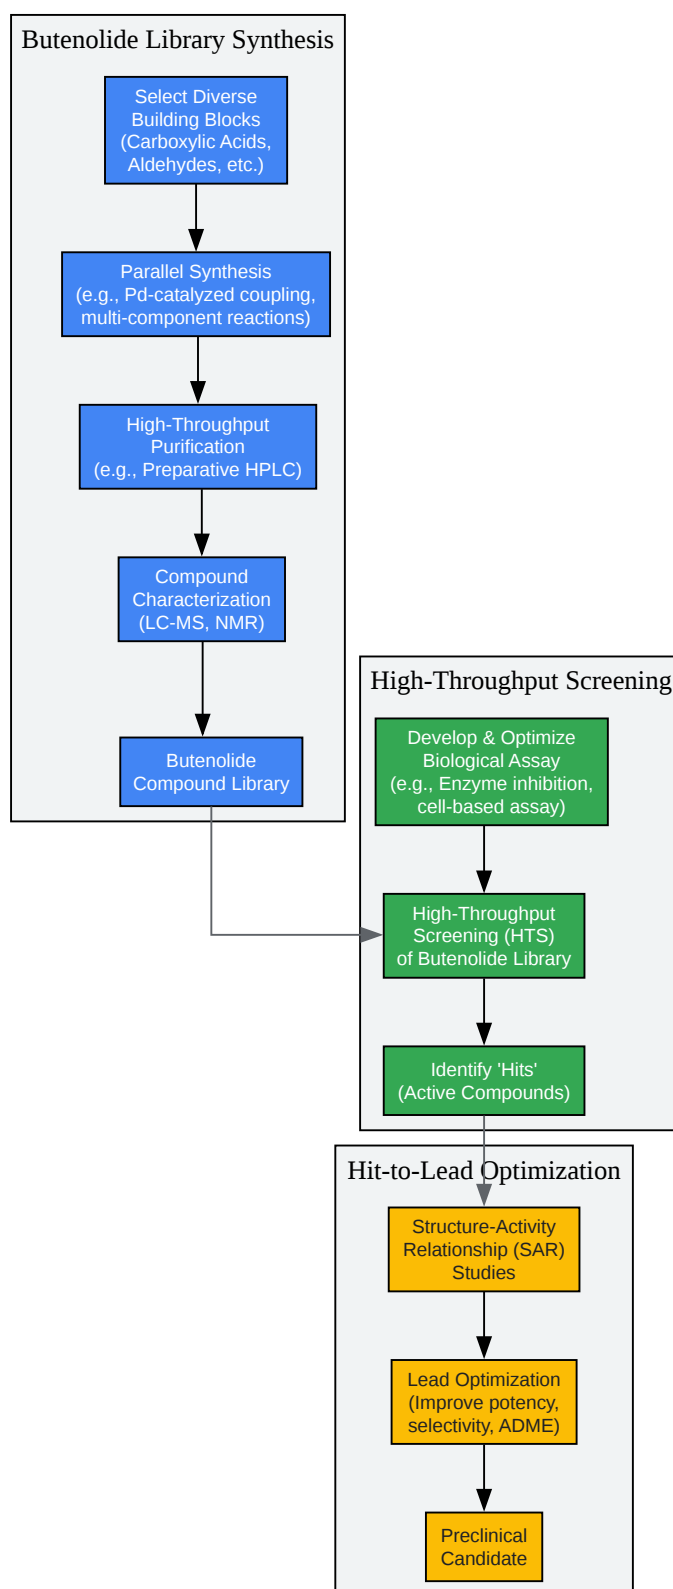 Butenolide Library Synthesis
Select Diverse
Building Blocks
(Carboxylic Acids,
Aldehydes, etc.)
Parallel Synthesis
(e.g., Pd-catalyzed coupling,
multi-component reactions)
High-Throughput
Purification
(e.g., Preparative HPLC)
Compound
Characterization
(LC-MS, NMR)
Butenolide
Compound Library
High-Throughput Screening
Develop & Optimize
Biological Assay
(e.g., Enzyme inhibition,
cell-based assay)
High-Throughput
Screening (HTS)
of Butenolide Library
Identify 'Hits'
(Active Compounds)
Hit-to-Lead Optimization
Structure-Activity
Relationship (SAR)
Studies
Lead Optimization
(Improve potency,
selectivity, ADME)
Preclinical
Candidate